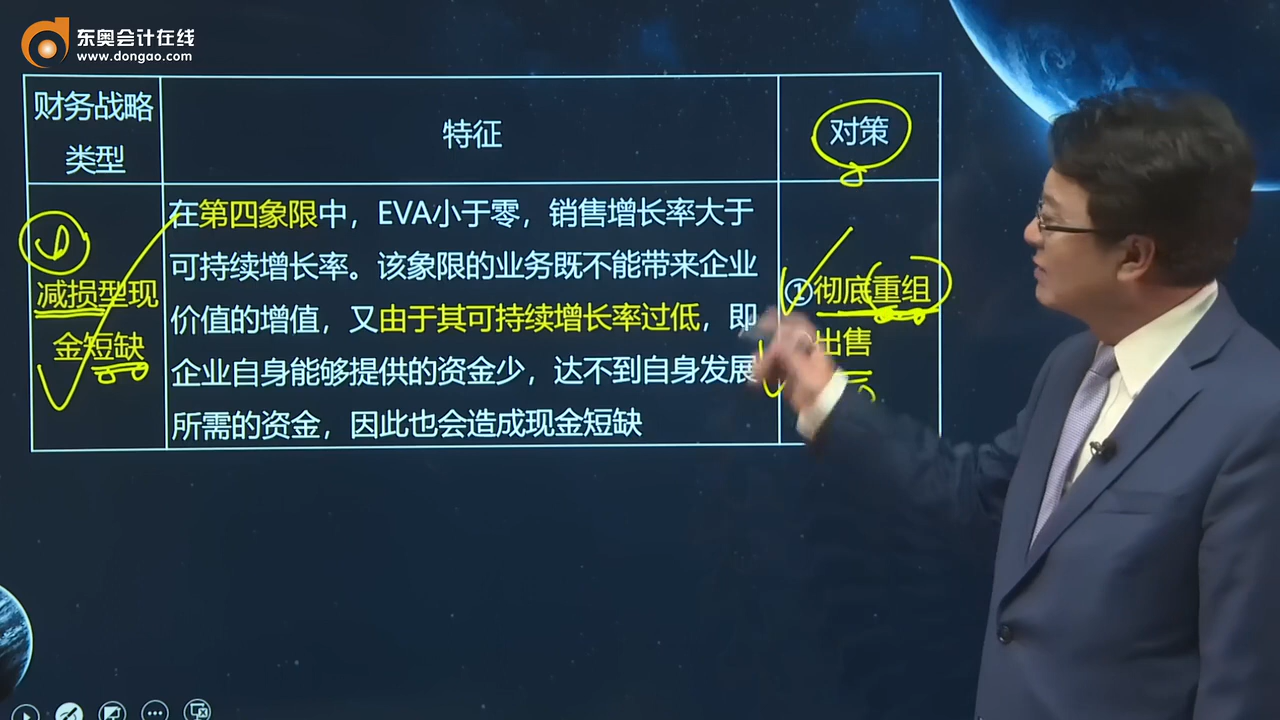 东奥会计在线
www.dongao.com
财务战略
类型
特征
对策
减损型现
金短缺
在第四象限中，EVA小于零，销售增长率大于
可持续增长率。该象限的业务既不能带来企业
价值的增值，又由于其可持续增长率过低，即
企业自身能够提供的资金少，达不到自身发展
所需的资金，因此也会造成现金短缺
①彻底重组
出售